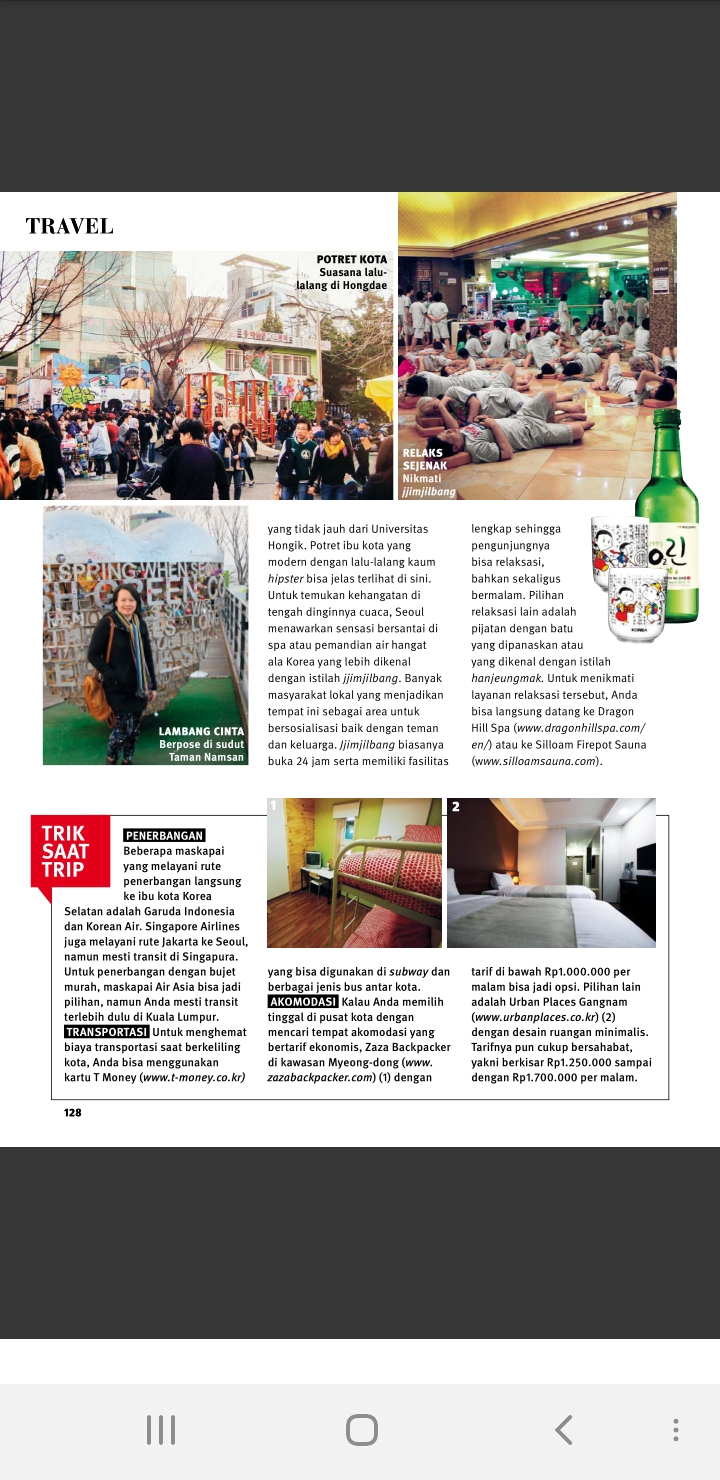 TRAVEL
POTRET KOTA
Suasana lalu-
lalang di Hongdae
RELAKS
SEJENAK
Nikmati
jjimjilbang
LAMBANG CINTA
Berpose di sudut
Taman Namsan
yang tidak jauh dari Universitas
Hongik. Potret ibu kota yang
modern dengan lalu-lalang kaum
hipster bisa jelas terlihat di sini.
Untuk temukan kehangatan di
tengah dinginnya cuaca, Seoul
menawarkan sensasi bersantai di
spa atau pemandian air hangat
ala Korea yang lebih dikenal
dengan istilah jjimjilbang. Banyak
masyarakat lokal yang menjadikan
tempat ini sebagai area untuk
bersosialisasi baik dengan teman
dan keluarga. Jjimjilbang biasanya
buka 24 jam serta memiliki fasilitas
lengkap sehingga
pengunjungnya
bisa relaksasi,
bahkan sekaligus
bermalam. Pilihan
relaksasi lain adalah
pijatan dengan batu
yang dipanaskan atau
yang dikenal dengan istilah
hanjeungmak. Untuk menikmati
layanan relaksasi tersebut, Anda
bisa langsung datang ke Dragon
Hill Spa (www.dragonhillspa.com/
en/) atau ke Silloam Firepot Sauna
(www.silloamsauna.com).
KOREA
TRIK
SAAT
TRIP
PENERBANGAN
Beberapa maskapai
yang melayani rute
penerbangan langsung
ke ibu kota Korea
Selatan adalah Garuda Indonesia
dan Korean Air. Singapore Airlines
juga melayani rute Jakarta ke Seoul,
namun mesti transit di Singapura.
Untuk penerbangan dengan bujet
murah, maskapai Air Asia bisa jadi
pilihan, namun Anda mesti transit
terlebih dulu di Kuala Lumpur.
TRANSPORTASI Untuk menghemat
biaya transportasi saat berkeliling
kota, Anda bisa menggunakan
kartu T Money (www.t-money.co.kr)
1
2
yang bisa digunakan di subway dan
berbagai jenis bus antar kota.
AKOMODASI Kalau Anda memilih
tinggal di pusat kota dengan
mencari tempat akomodasi yang
bertarif ekonomis, Zaza Backpacker
di kawasan Myeong-dong (www.
zazabackpacker.com) (1) dengan
tarif di bawah Rp1.000.000 per
malam bisa jadi opsi. Pilihan lain
adalah Urban Places Gangnam
(www.urbanplaces.co.kr) (2)
dengan desain ruangan minimalis.
Tarifnya pun cukup bersahabat,
yakni berkisar Rp1.250.000 sampai
dengan Rp1.700.000 per malam.
128